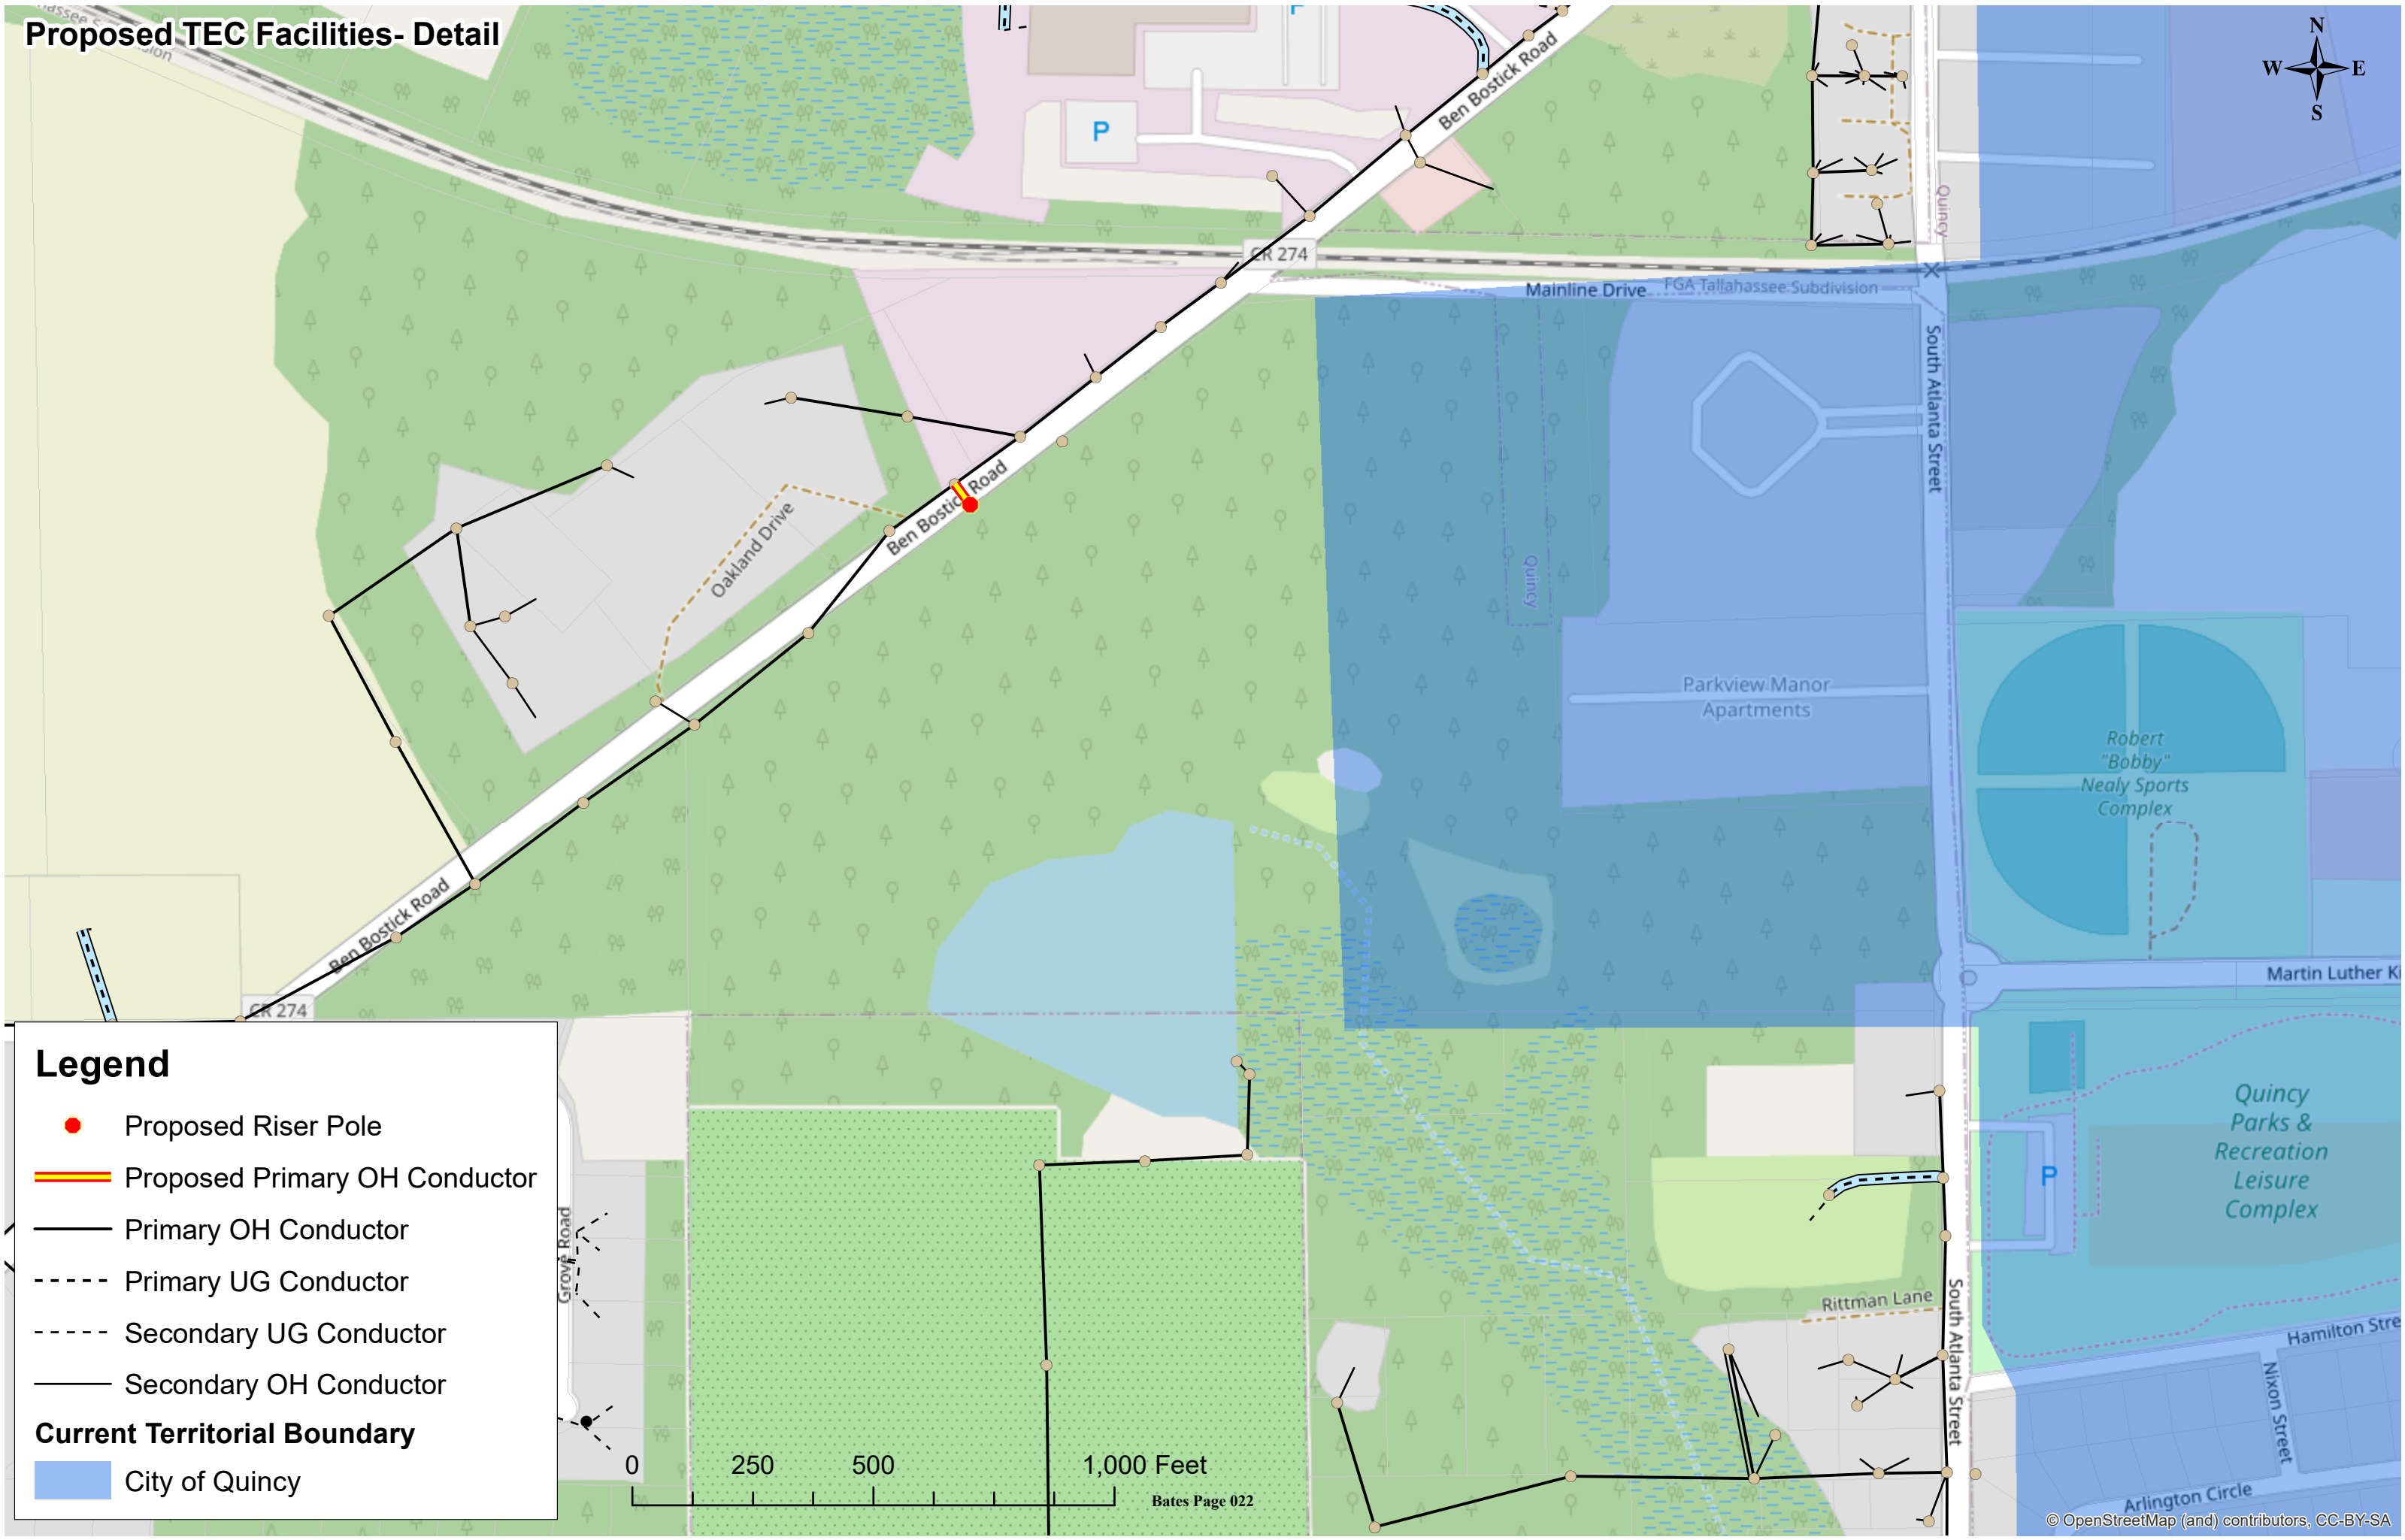 Proposed TEC Facilities- Detail
N
W E
S
P
P
Ben Bostick Road
Quincy
CR 274
Mainline Drive
FGA Tallahassee Subdivision
South Atlanta Street
Ben Bostick Road
Oakland Drive
Quincy
Parkview Manor
Apartments
Robert
"Bobby"
Nealy Sports
Complex
Ben Bostick Road
CR 274
Martin Luther Ki
Quincy
Parks &
Recreation
Leisure
Complex
P
Grove Road
Rittman Lane
South Atlanta Street
Hamilton Stre
Nixon Street
Arlington Circle
Legend
Proposed Riser Pole
Proposed Primary OH Conductor
Primary OH Conductor
Primary UG Conductor
Secondary UG Conductor
Secondary OH Conductor
Current Territorial Boundary
City of Quincy
0 250 500 1,000 Feet
Bates Page 022
© OpenStreetMap (and) contributors, CC-BY-SA